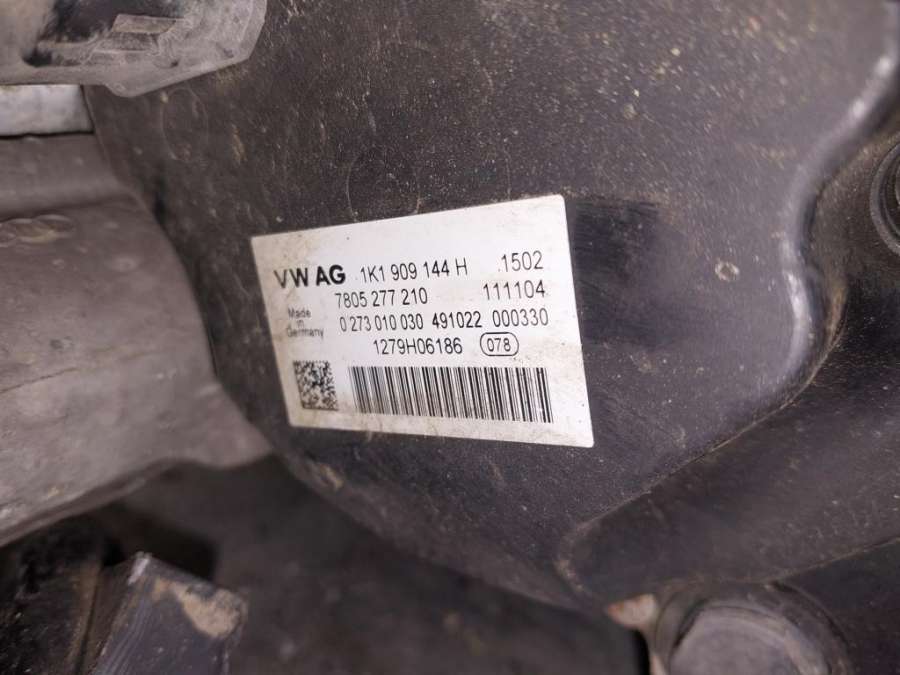 VW AG 1K1 909 144 H 1502
7805 277 210 111104
Made in Germany 0 273 010 030 491022 000330
1279H06186 078